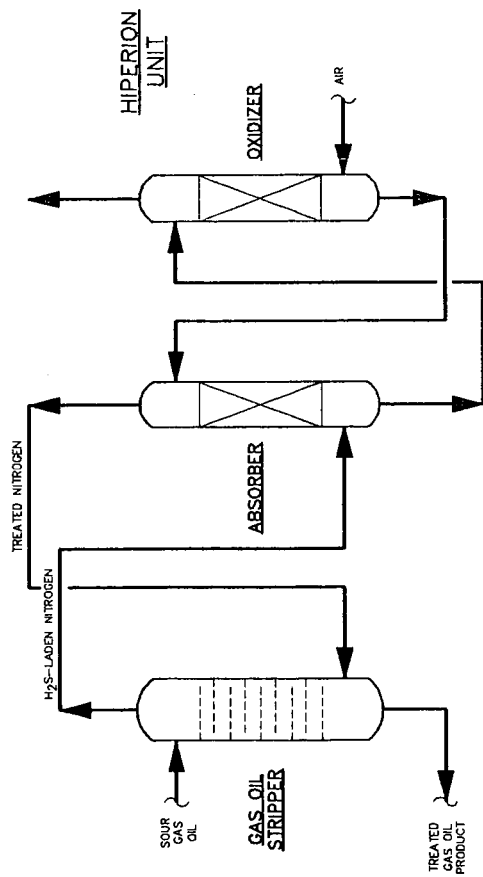 HIPERION
UNIT
OXIDIZER
AIR
TREATED NITROGEN
ABSORBER
H₂S-LADEN NITROGEN
SOUR
GAS
OIL
GAS OIL
STRIPPER
TREATED
GAS OIL
PRODUCT